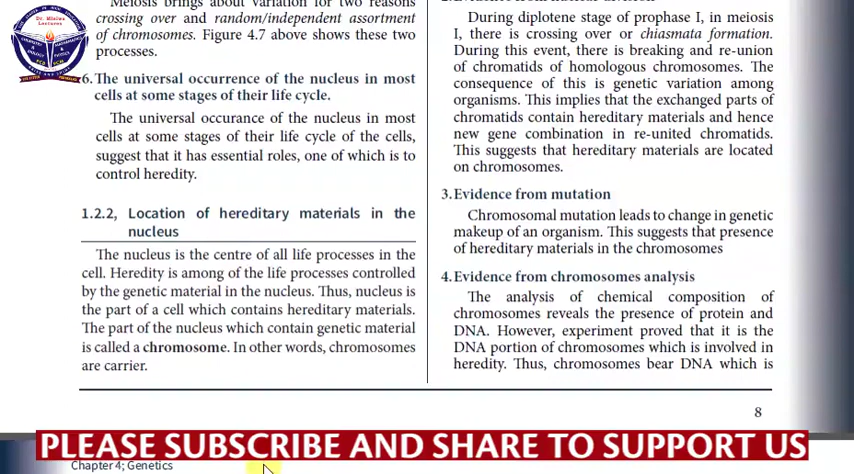 Meiosis brings about variation for two reasons
crossing over and random/independent assortment
of chromosomes. Figure 4.7 above shows these two
processes.
6. The universal occurrence of the nucleus in most
cells at some stages of their life cycle.
The universal occurance of the nucleus in most
cells at some stages of their life cycle of the cells,
suggest that it has essential roles, one of which is to
control heredity.
1.2.2, Location of hereditary materials in the
nucleus
The nucleus is the centre of all life processes in the
cell. Heredity is among of the life processes controlled
by the genetic material in the nucleus. Thus, nucleus is
the part of a cell which contains hereditary materials.
The part of the nucleus which contain genetic material
is called a chromosome. In other words, chromosomes
are carrier.
During diplotene stage of prophase I, in meiosis
I, there is crossing over or chiasmata formation.
During this event, there is breaking and re-union
of chromatids of homologous chromosomes. The
consequence of this is genetic variation among
organisms. This implies that the exchanged parts of
chromatids contain hereditary materials and hence
new gene combination in re-united chromatids.
This suggests that hereditary materials are located
on chromosomes.
3. Evidence from mutation
Chromosomal mutation leads to change in genetic
makeup of an organism. This suggests that presence
of hereditary materials in the chromosomes
4. Evidence from chromosomes analysis
The analysis of chemical composition of
chromosomes reveals the presence of protein and
DNA. However, experiment proved that it is the
DNA portion of chromosomes which is involved in
heredity. Thus, chromosomes bear DNA which is
8
PLEASE SUBSCRIBE AND SHARE TO SUPPORT US
Chapter 4; Genetics